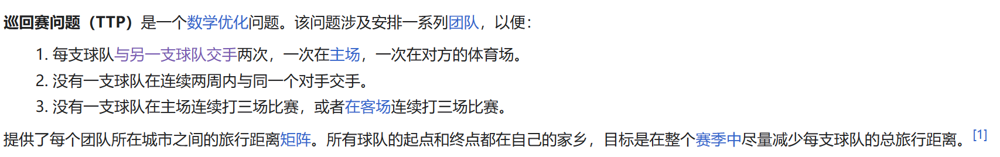 巡回赛问题（TTP）是一个数学优化问题。该问题涉及安排一系列团队，以便：
1. 每支球队与另一支球队交手两次，一次在主场，一次在对方的体育场。
2. 没有一支球队在连续两周内与同一个对手交手。
3. 没有一支球队在主场连续打三场比赛，或者在客场连续打三场比赛。
提供了每个团队所在城市之间的旅行距离矩阵。所有球队的起点和终点都在自己的家乡，目标是在整个赛季中尽量减少每支球队的总旅行距离。[1]